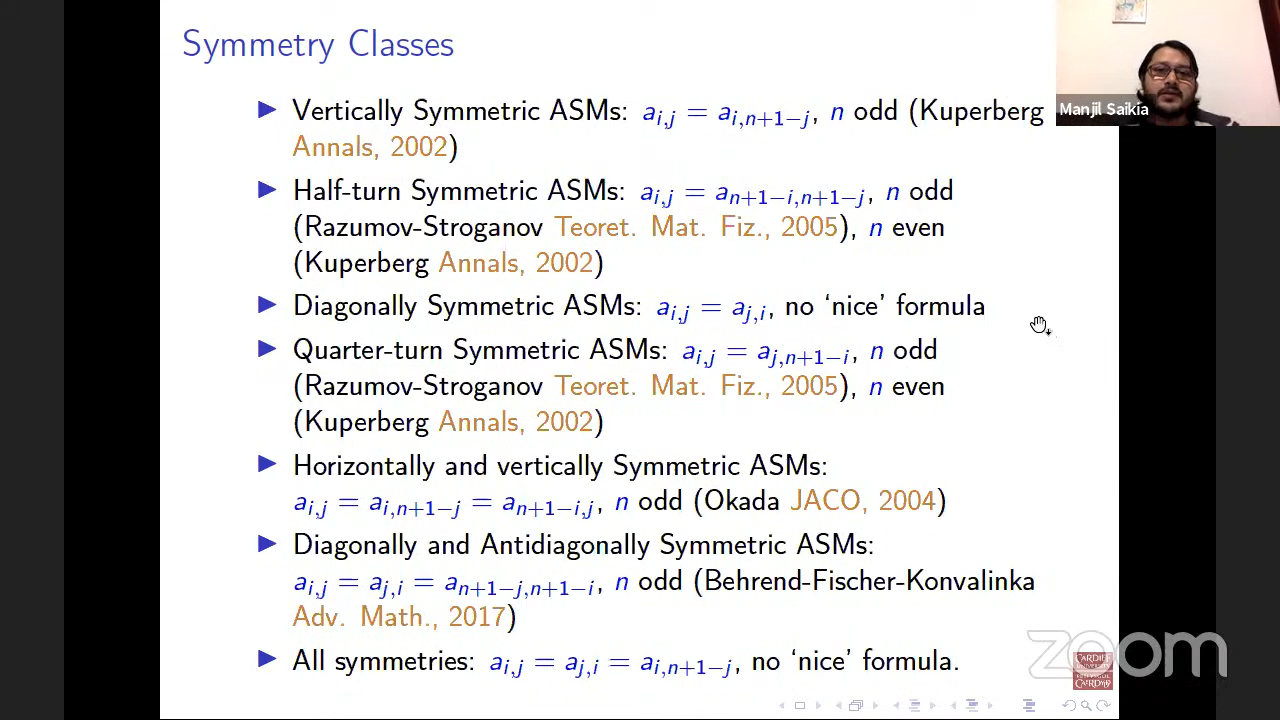 Symmetry Classes
Manjil Saikia
▶ Vertically Symmetric ASMs: a_{i,j} = a_{i,n+1−j}, n odd (Kuperberg
Annals, 2002)
▶ Half-turn Symmetric ASMs: a_{i,j} = a_{n+1−i,n+1−j}, n odd
(Razumov-Stroganov Teoret. Mat. Fiz., 2005), n even
(Kuperberg Annals, 2002)
▶ Diagonally Symmetric ASMs: a_{i,j} = a_{j,i}, no ‘nice’ formula
▶ Quarter-turn Symmetric ASMs: a_{i,j} = a_{j,n+1−i}, n odd
(Razumov-Stroganov Teoret. Mat. Fiz., 2005), n even
(Kuperberg Annals, 2002)
▶ Horizontally and vertically Symmetric ASMs:
a_{i,j} = a_{i,n+1−j} = a_{n+1−i,j}, n odd (Okada JACO, 2004)
▶ Diagonally and Antidiagonally Symmetric ASMs:
a_{i,j} = a_{j,i} = a_{n+1−j,n+1−i}, n odd (Behrend-Fischer-Konvalinka
Adv. Math., 2017)
▶ All symmetries: a_{i,j} = a_{j,i} = a_{i,n+1−j}, no ‘nice’ formula.
zoom
CARDIFF
UNIVERSITY
PRIFYSGOL
CAERDYDD